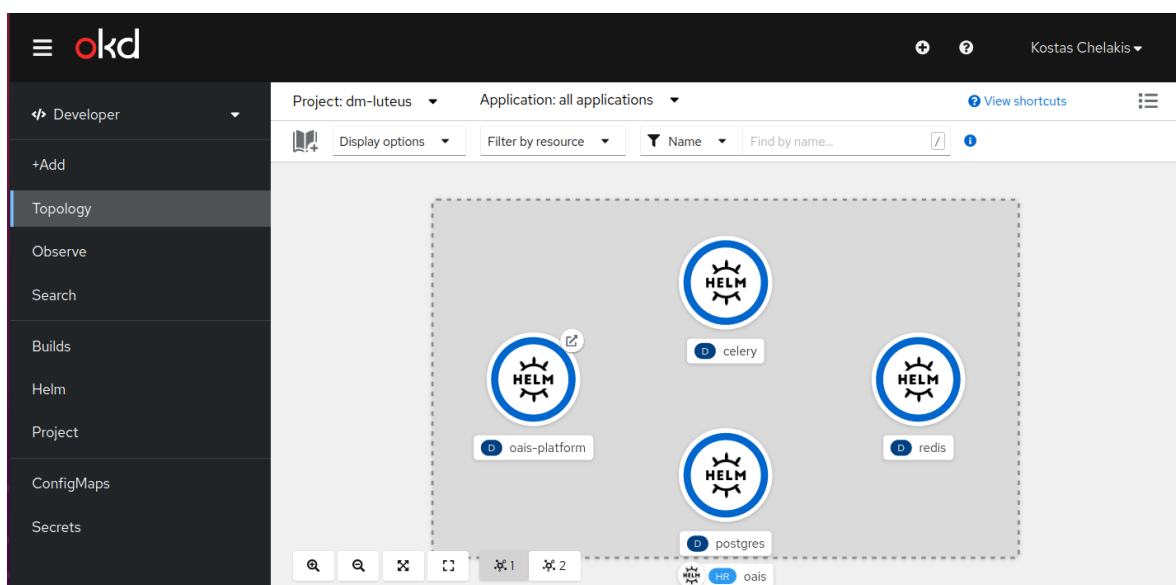 okd
Kostas Chelakis
Developer
Project: dm-luteus
Application: all applications
View shortcuts
Display options
Filter by resource
Name
Find by name...
/
+Add
Topology
Observe
Search
Builds
Helm
Project
ConfigMaps
Secrets
HELM
D celery
HELM
D oais-platform
HELM
D redis
HELM
D postgres
1
2
HELM HR oais